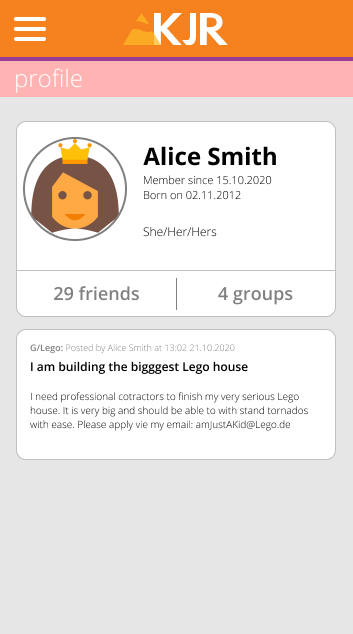 KJR
profile
Alice Smith
Member since 15.10.2020
Born on 02.11.2012
She/Her/Hers
29 friends
4 groups
G/Lego: Posted by Alice Smith at 13:02 21.10.2020
I am building the bigggest Lego house
I need professional cotractors to finish my very serious Lego
house. It is very big and should be able to with stand tornados
with ease. Please apply vie my email: amJustAKid@Lego.de